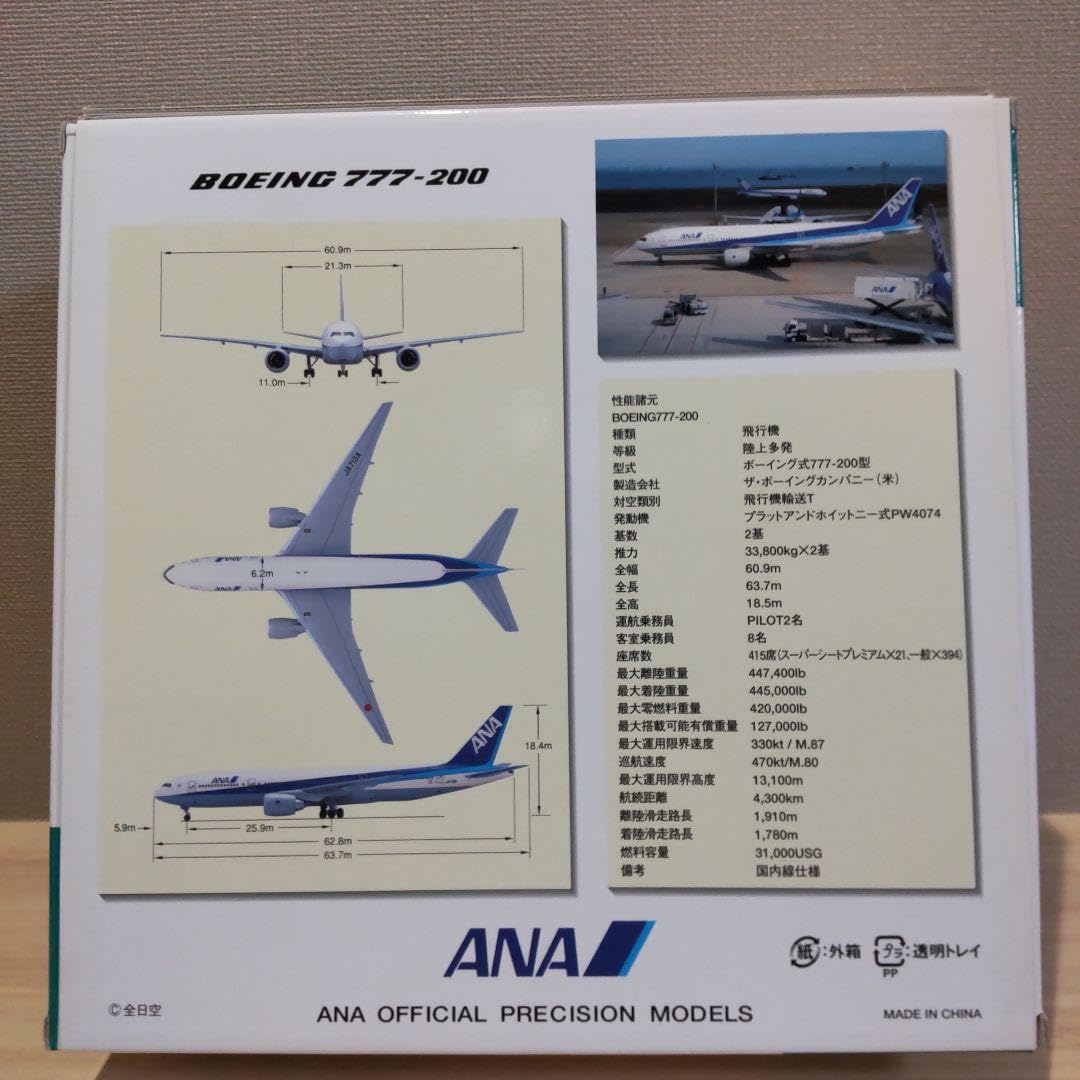 BOEING 777-200
60.9m
21.3m
11.0m
JA713A
ANA
6.2m
ANA
ANA
ANA
18.4m
5.9m
25.9m
62.8m
63.7m
ANA
ANA
ANA
性能諸元
BOEING777-200
種類 飛行機
等級 陸上多発
型式 ボーイング式777-200型
製造会社 ザ・ボーイングカンパニー(米)
対空類別 飛行機輸送T
発動機 プラットアンドホイットニー式PW4074
基数 2基
推力 33,800kg×2基
全幅 60.9m
全長 63.7m
全高 18.5m
運航乗務員 PILOT2名
客室乗務員 8名
座席数 415席(スーパーシートプレミアム×21、一般×394)
最大離陸重量 447,400lb
最大着陸重量 445,000lb
最大零燃料重量 420,000lb
最大搭載可能有償重量 127,000lb
最大運用限界速度 330kt / M.87
巡航速度 470kt/M.80
最大運用限界高度 13,100m
航続距離 4,300km
離陸滑走路長 1,910m
着陸滑走路長 1,780m
燃料容量 31,000USG
備考 国内線仕様
ANA
紙:外箱 プラ:透明トレイ
PP
©全日空
ANA OFFICIAL PRECISION MODELS
MADE IN CHINA